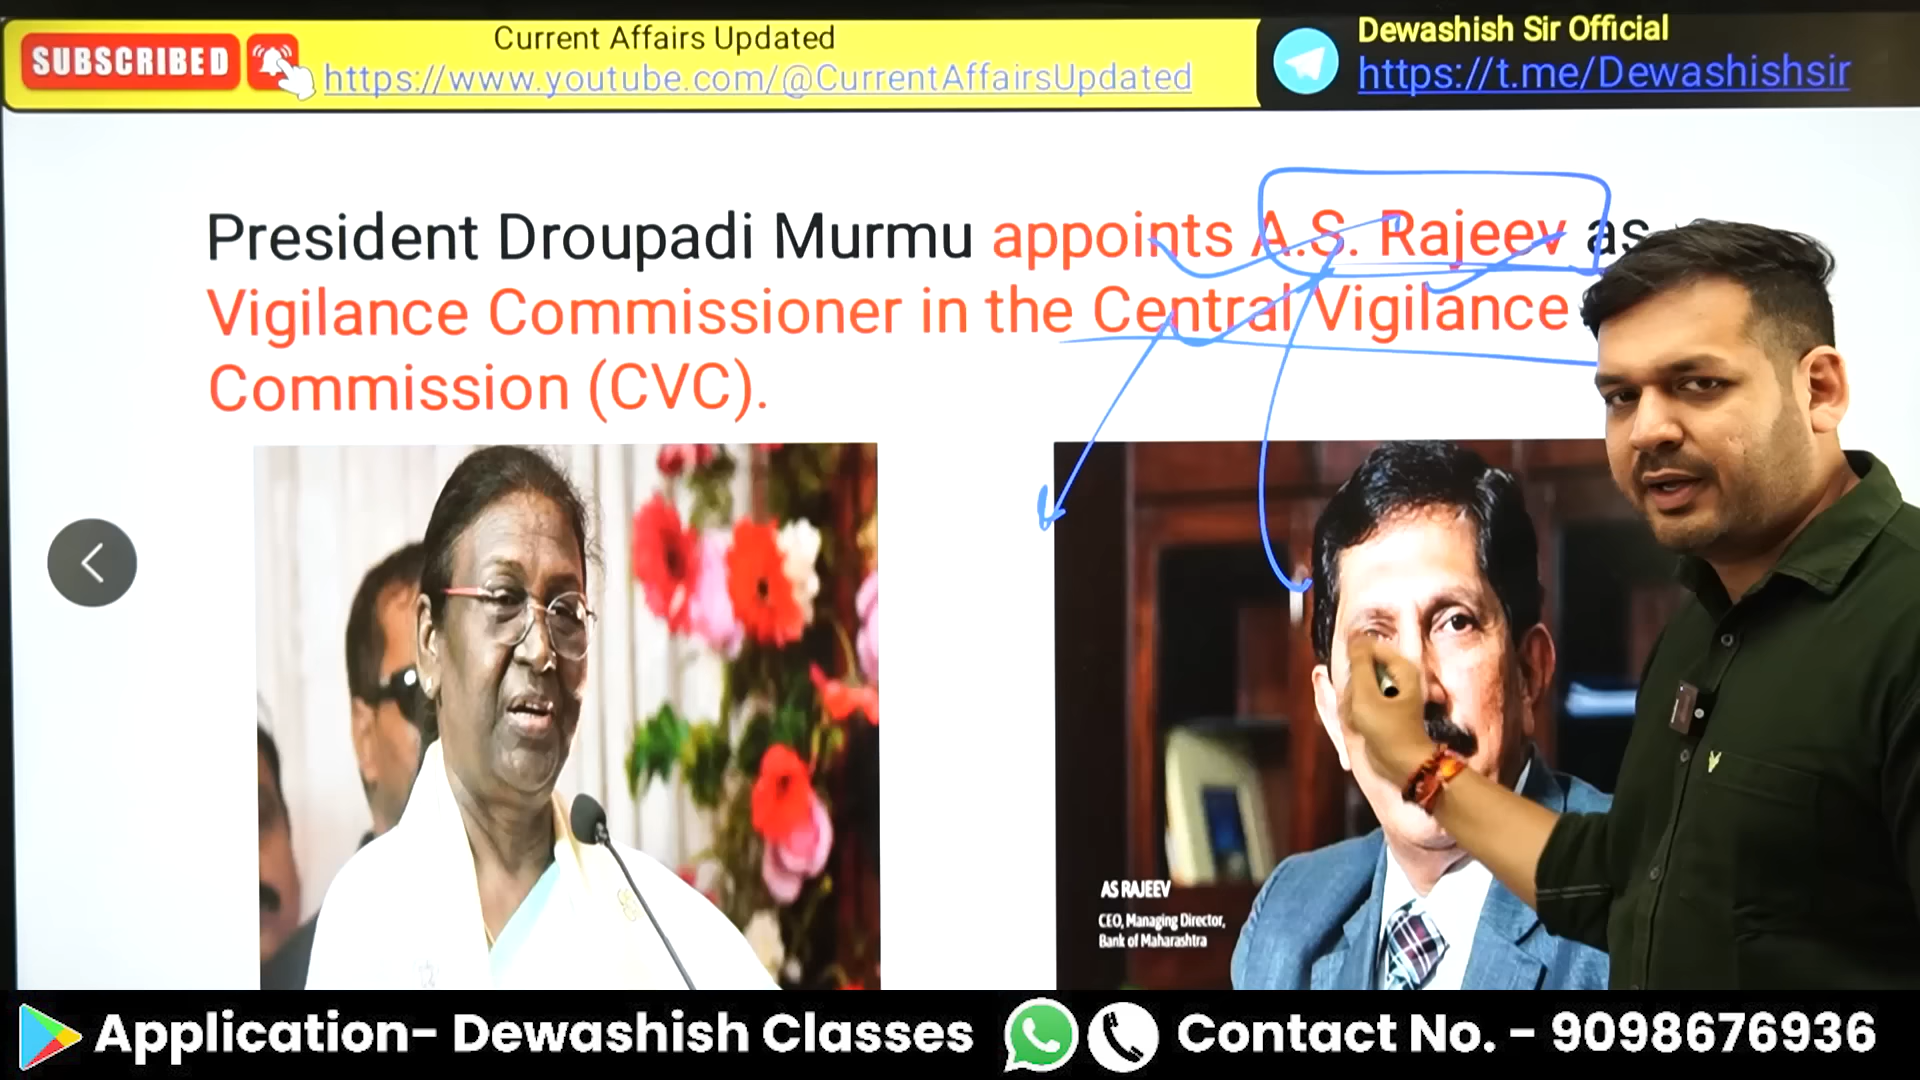 SUBSCRIBED
Current Affairs Updated
https://www.youtube.com/@CurrentAffairsUpdated
Dewashish Sir Official
https://t.me/Dewashishsir
President Droupadi Murmu appoints A.S. Rajeev as
Vigilance Commissioner in the Central Vigilance
Commission (CVC).
AS RAJEEV
CEO, Managing Director,
Bank of Maharashtra
Application- Dewashish Classes
Contact No. - 9098676936